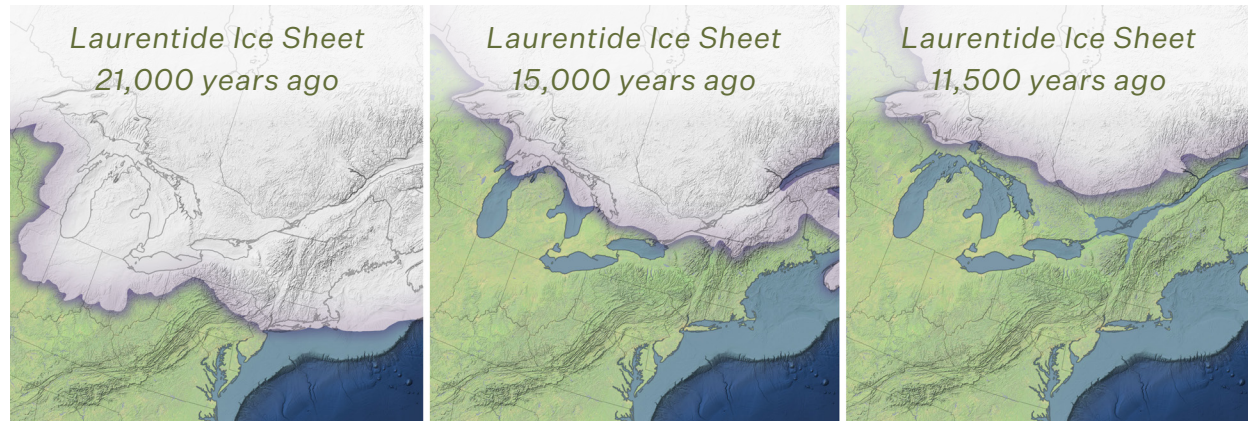 Laurentide Ice Sheet
21,000 years ago
Laurentide Ice Sheet
15,000 years ago
Laurentide Ice Sheet
11,500 years ago